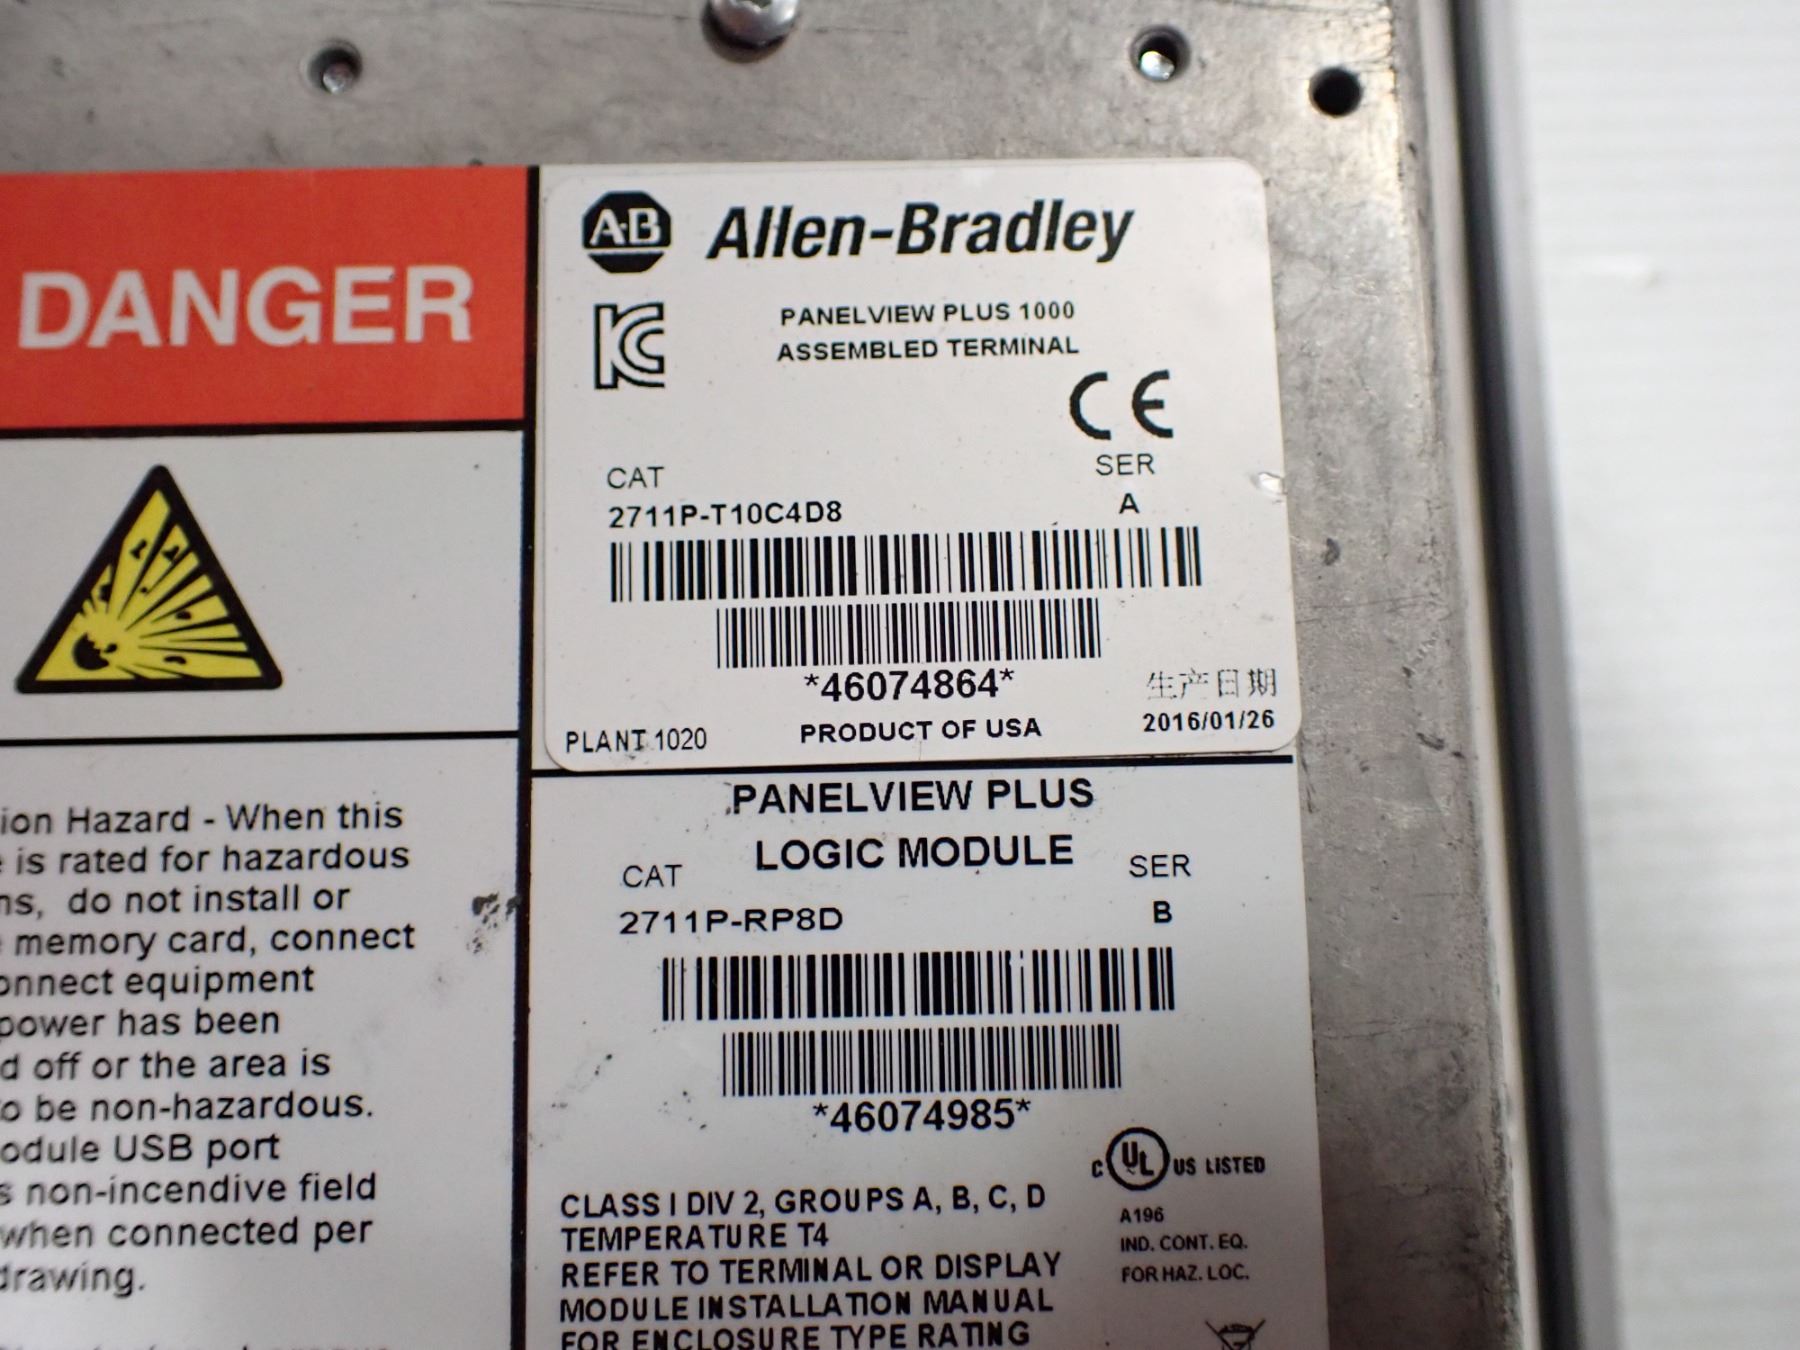 DANGER
A·B Allen-Bradley
PANELVIEW PLUS 1000
ASSEMBLED TERMINAL
CE
CAT
SER
2711P-T10C4D8
A
*46074864*
生产日期
PLANT 1020
PRODUCT OF USA
2016/01/26
PANELVIEW PLUS
LOGIC MODULE
CAT
SER
2711P-RP8D
B
*46074985*
C UL US LISTED
A196
IND. CONT. EQ.
FOR HAZ. LOC.
CLASS I DIV 2, GROUPS A, B, C, D
TEMPERATURE T4
REFER TO TERMINAL OR DISPLAY
MODULE INSTALLATION MANUAL
FOR ENCLOSURE TYPE RATING
ion Hazard - When this
is rated for hazardous
ns, do not install or
memory card, connect
onnect equipment
power has been
d off or the area is
o be non-hazardous.
odule USB port
s non-incendive field
when connected per
drawing.